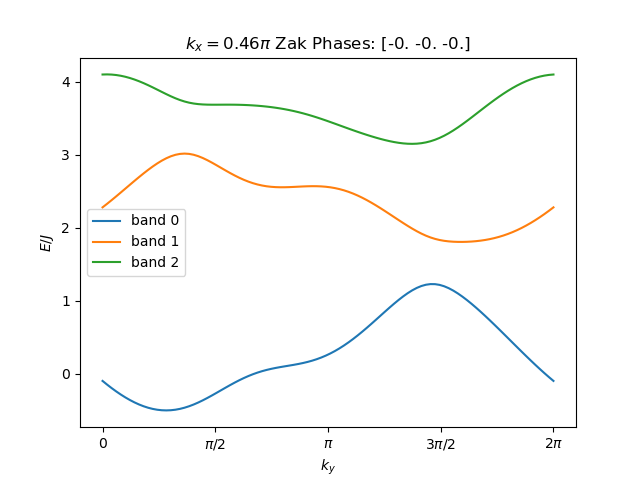 $k_x = 0.46\pi$ Zak Phases: [-0. -0. -0.]
4
3
2
1
0
E/J
band 0
band 1
band 2
0
π/2
π
3π/2
2π
$k_y$